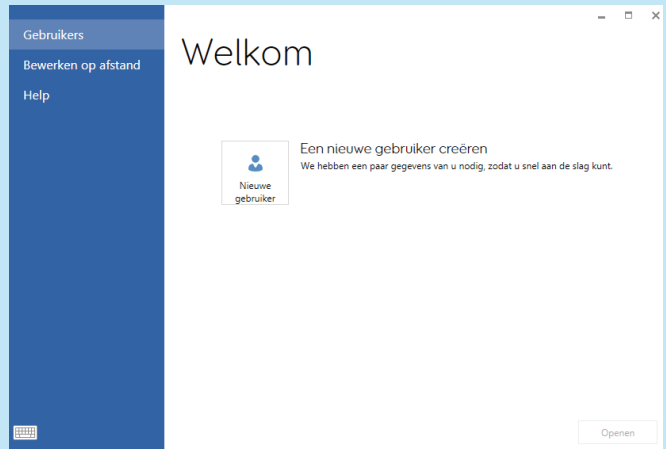 Gebruikers
Bewerken op afstand
Help
Welkom
Nieuwe
gebruiker
Een nieuwe gebruiker creëren
We hebben een paar gegevens van u nodig, zodat u snel aan de slag kunt.
Openen